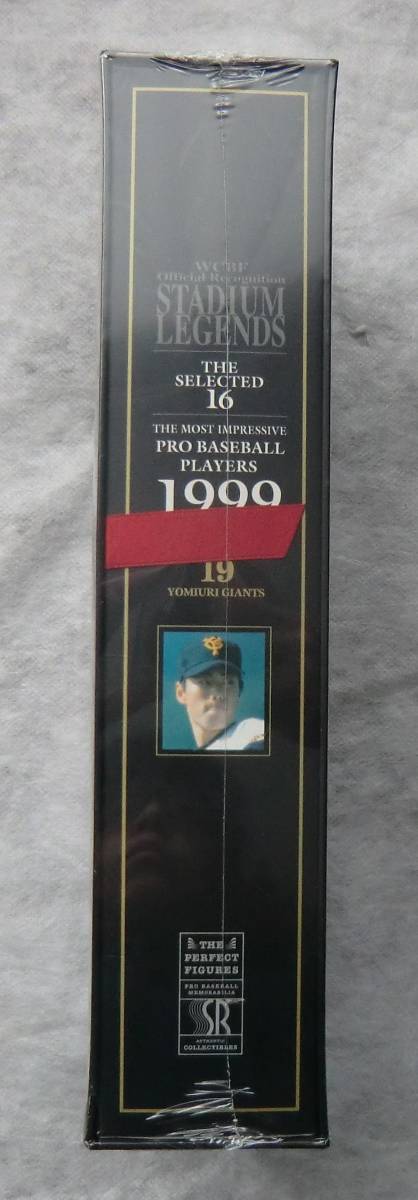 WCBF
Official Recognition
STADIUM
LEGENDS
THE
SELECTED
16
THE MOST IMPRESSIVE
PRO BASEBALL
PLAYERS
1999
19
YOMIURI GIANTS
YG
THE
PERFECT
FIGURES
PRO BASEBALL
MEMORABILIA
SR
AUTHENTIC
COLLECTIBLES